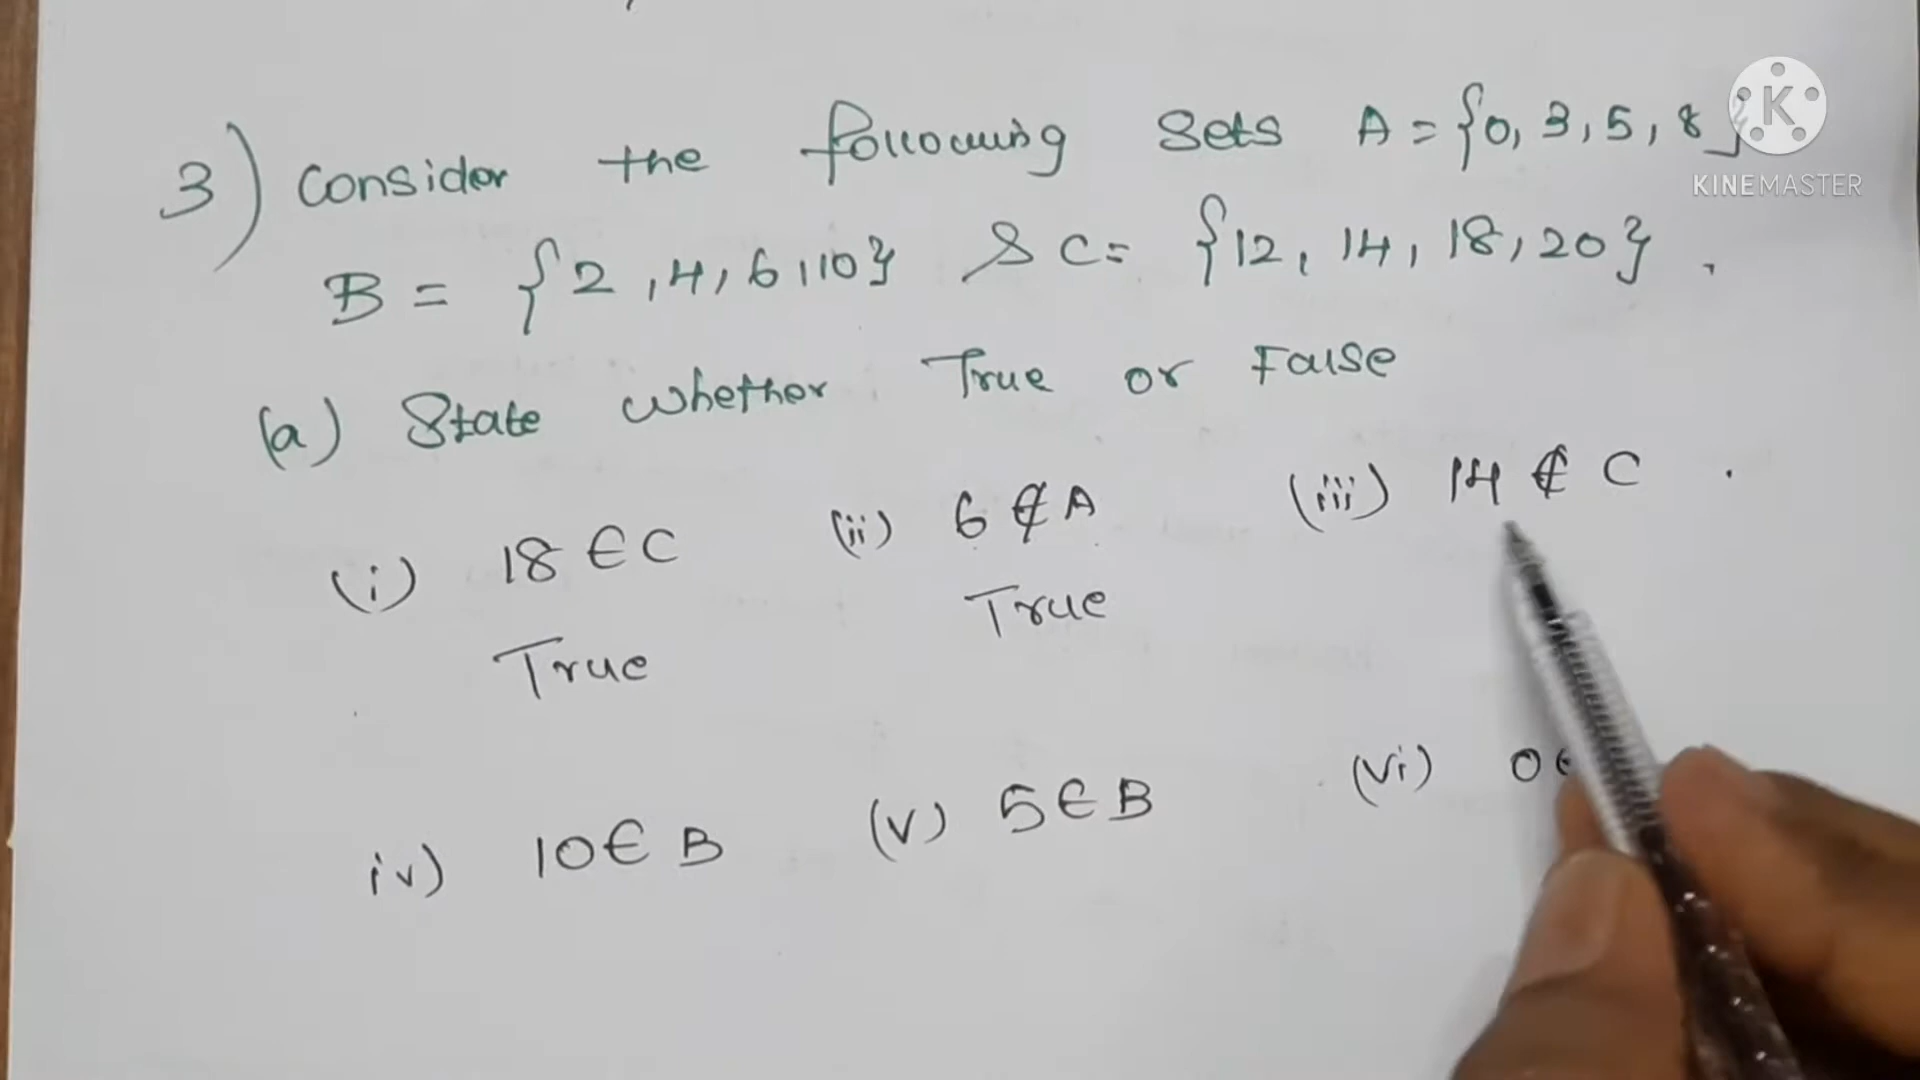 3) Consider the following sets A = {0, 3, 5, 8}
KINEMASTER
B = {2, 4, 6, 10} & C = {12, 14, 18, 20}.
(a) State whether True or False
(i) 18 ∈ C (ii) 6 ∉ A (iii) 14 ∉ C.
True True
iv) 10 ∈ B (v) 5 ∈ B (vi) 0 ∈